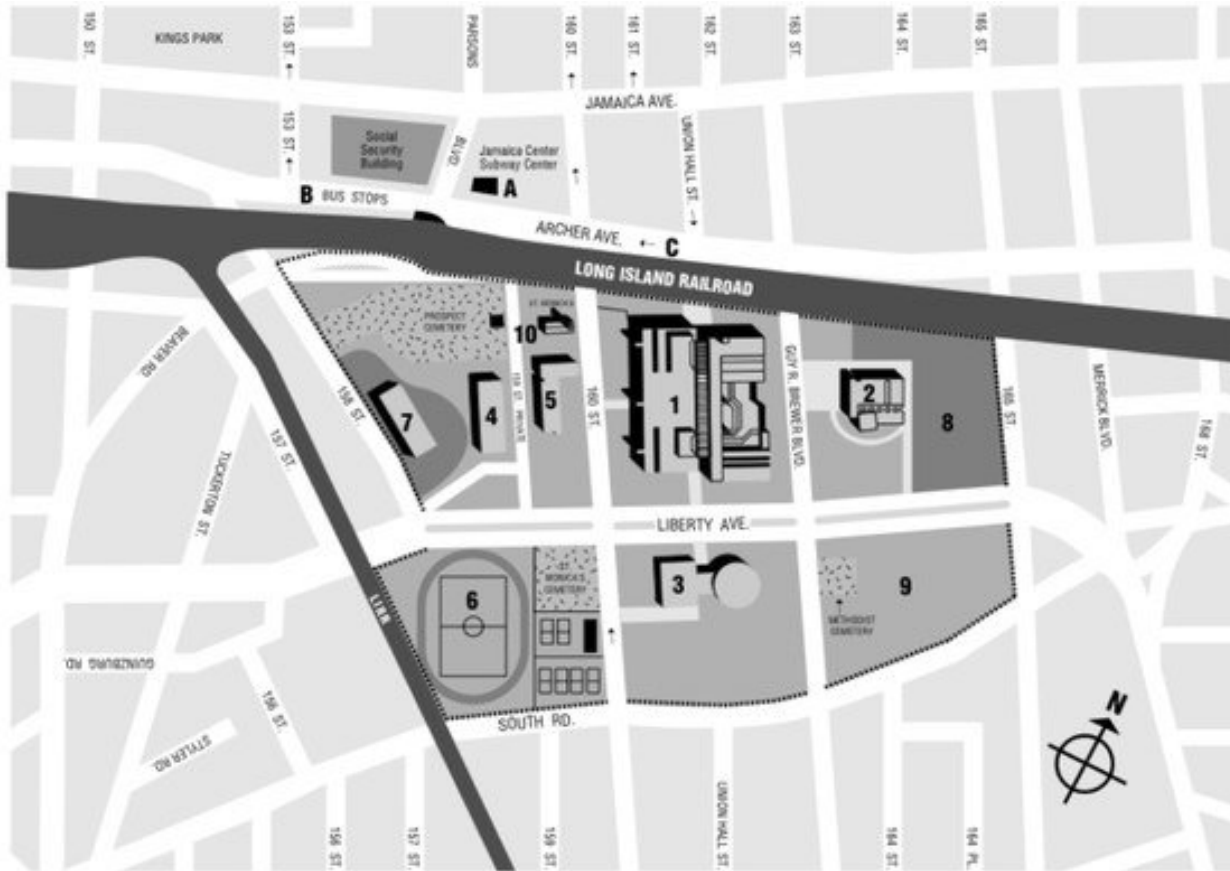 150 ST.
KINGS PARK
153 ST.
PARSONS
160 ST.
161 ST.
162 ST.
163 ST.
164 ST.
165 ST.
JAMAICA AVE.
153 ST.
Social
Security
Building
BLVD.
Jamaica Center
Subway Center
UNION HALL ST.
B BUS STOPS
A
ARCHER AVE.
C
LONG ISLAND RAILROAD
PROSPECT
CEMETERY
ST. MONICA'S
10
BEAVER RD.
158 ST.
7
4
159 ST. PRIVATE
5
160 ST.
1
GUY R. BREWER BLVD.
2
8
165 ST.
MERRICK BLVD.
168 ST.
157 ST.
TUCKERTON ST.
LIBERTY AVE.
LIRR
6
ST.
MONICA'S
CEMETERY
3
METHODIST
CEMETERY
9
GUINZBURG RD.
156 ST.
STYLER RD.
SOUTH RD.
N
156 ST.
157 ST.
159 ST.
UNION HALL ST.
164 ST.
164 PL.